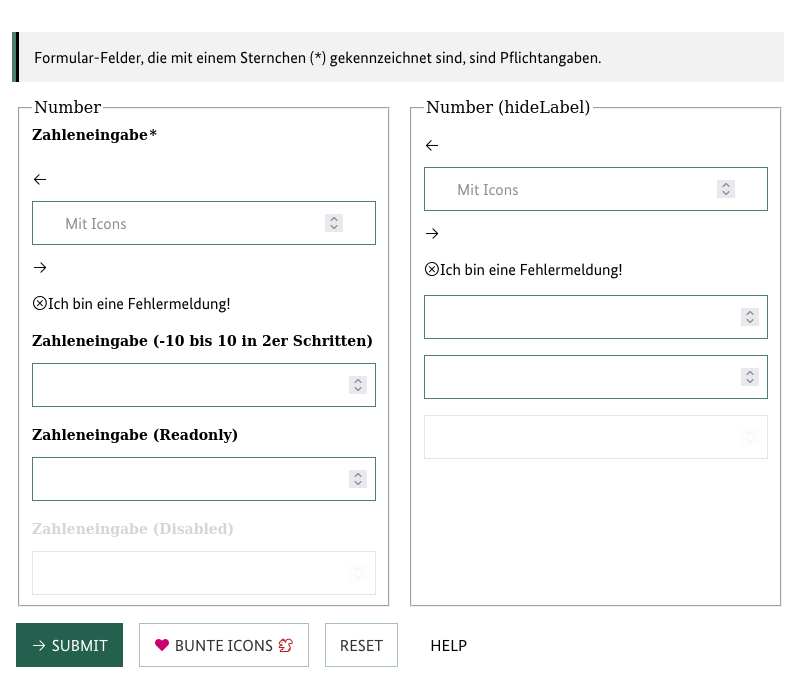 Formular-Felder, die mit einem Sternchen (*) gekennzeichnet sind, sind Pflichtangaben.
Number
Zahleneingabe*
←
Mit Icons
→
Ich bin eine Fehlermeldung!
Zahleneingabe (-10 bis 10 in 2er Schritten)
Zahleneingabe (Readonly)
Zahleneingabe (Disabled)
Number (hideLabel)
←
Mit Icons
→
Ich bin eine Fehlermeldung!
→ SUBMIT
BUNTE ICONS
RESET
HELP